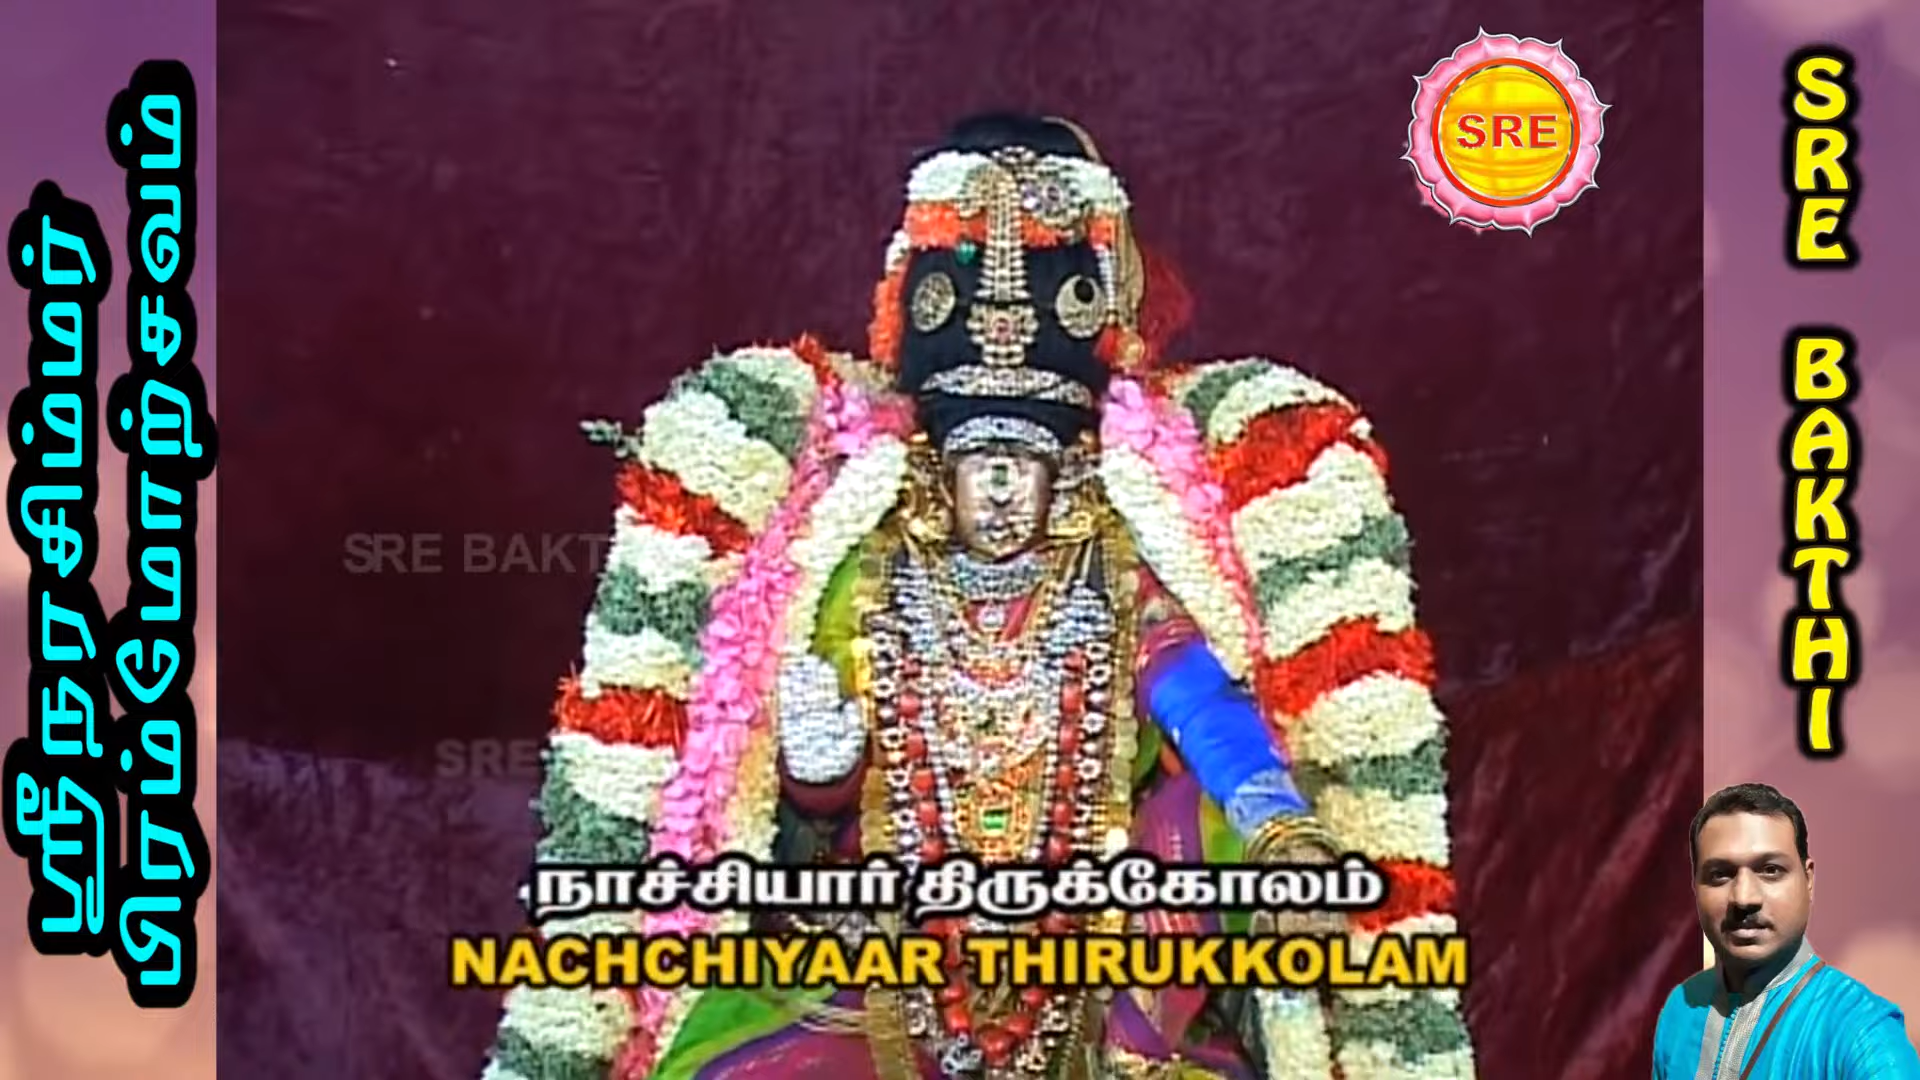 ஸ்ரீநரசிம்மர்
பிரம்மோற்சவம்
SRE
SRE BAKTHI
SRE BAKT
SRE
நாச்சியார் திருக்கோலம்
NACHCHIYAAR THIRUKKOLAM